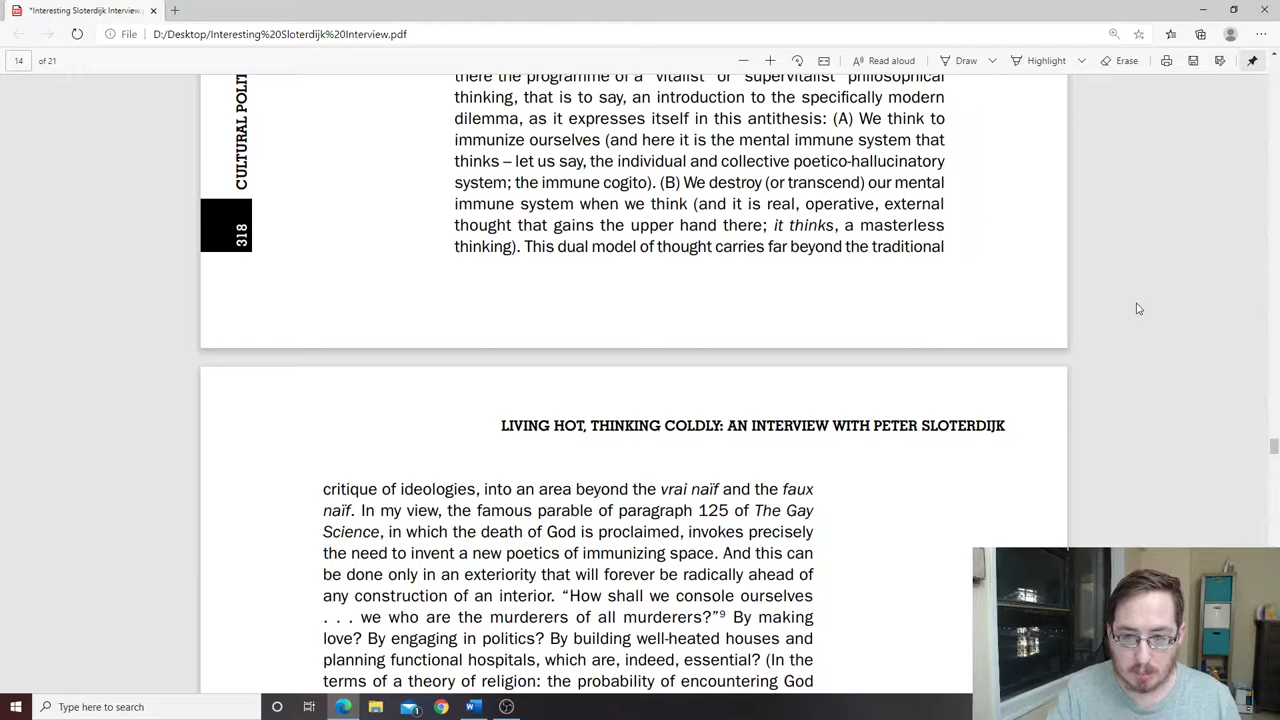 *Interesting Sloterdijk Interview.p
File
D:/Desktop/Interesting%20Sloterdijk%20Interview.pdf
14
of 21
Read aloud
Draw
Highlight
Erase
CULTURAL POLIT
318
there the programme of a "vitalist" or "supervitalist" philosophical
thinking, that is to say, an introduction to the specifically modern
dilemma, as it expresses itself in this antithesis: (A) We think to
immunize ourselves (and here it is the mental immune system that
thinks – let us say, the individual and collective poetico-hallucinatory
system; the immune cogito). (B) We destroy (or transcend) our mental
immune system when we think (and it is real, operative, external
thought that gains the upper hand there; it thinks, a masterless
thinking). This dual model of thought carries far beyond the traditional
LIVING HOT, THINKING COLDLY: AN INTERVIEW WITH PETER SLOTERDIJK
critique of ideologies, into an area beyond the vrai naïf and the faux
naïf. In my view, the famous parable of paragraph 125 of The Gay
Science, in which the death of God is proclaimed, invokes precisely
the need to invent a new poetics of immunizing space. And this can
be done only in an exteriority that will forever be radically ahead of
any construction of an interior. "How shall we console ourselves
. . . we who are the murderers of all murderers?"9 By making
love? By engaging in politics? By building well-heated houses and
planning functional hospitals, which are, indeed, essential? (In the
terms of a theory of religion: the probability of encountering God
Type here to search